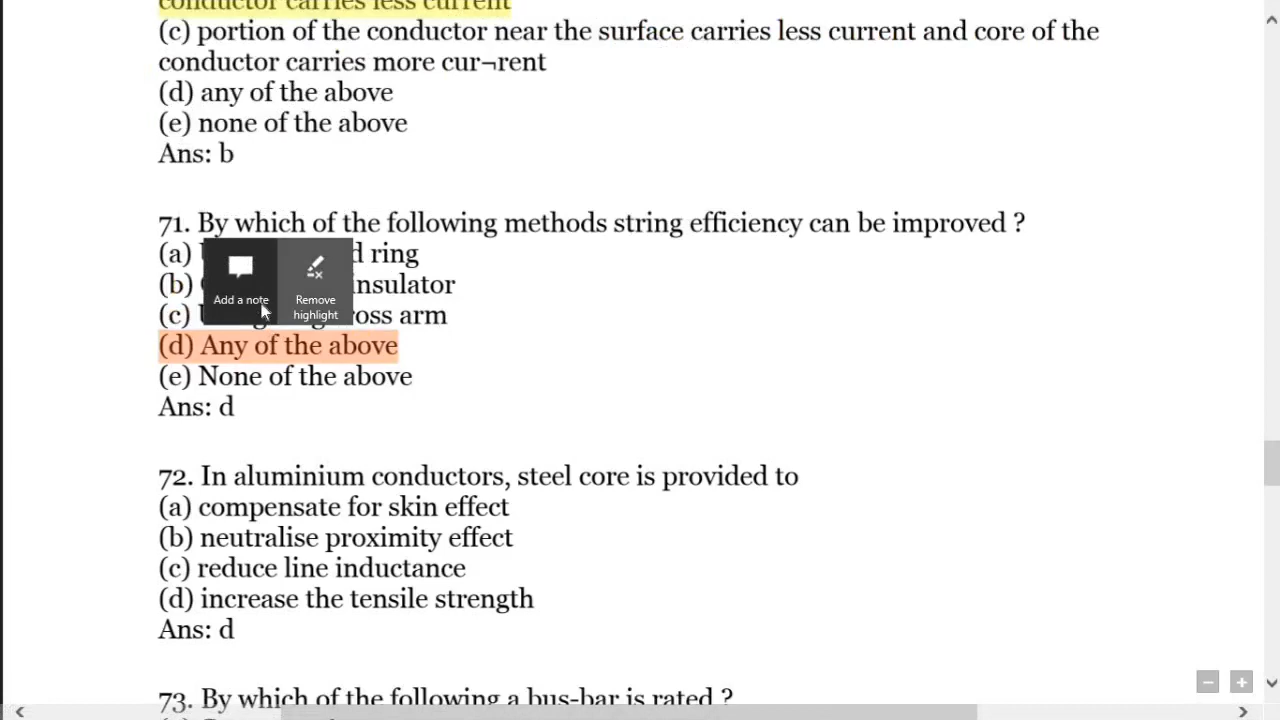 conductor carries less current
(c) portion of the conductor near the surface carries less current and core of the
conductor carries more cur¬rent
(d) any of the above
(e) none of the above
Ans: b
71. By which of the following methods string efficiency can be improved ?
(a) ring
(b) insulator
(c) arm
(d) Any of the above
(e) None of the above
Ans: d
Add a note
Remove
highlight
72. In aluminium conductors, steel core is provided to
(a) compensate for skin effect
(b) neutralise proximity effect
(c) reduce line inductance
(d) increase the tensile strength
Ans: d
73. By which of the following a bus-bar is rated ?